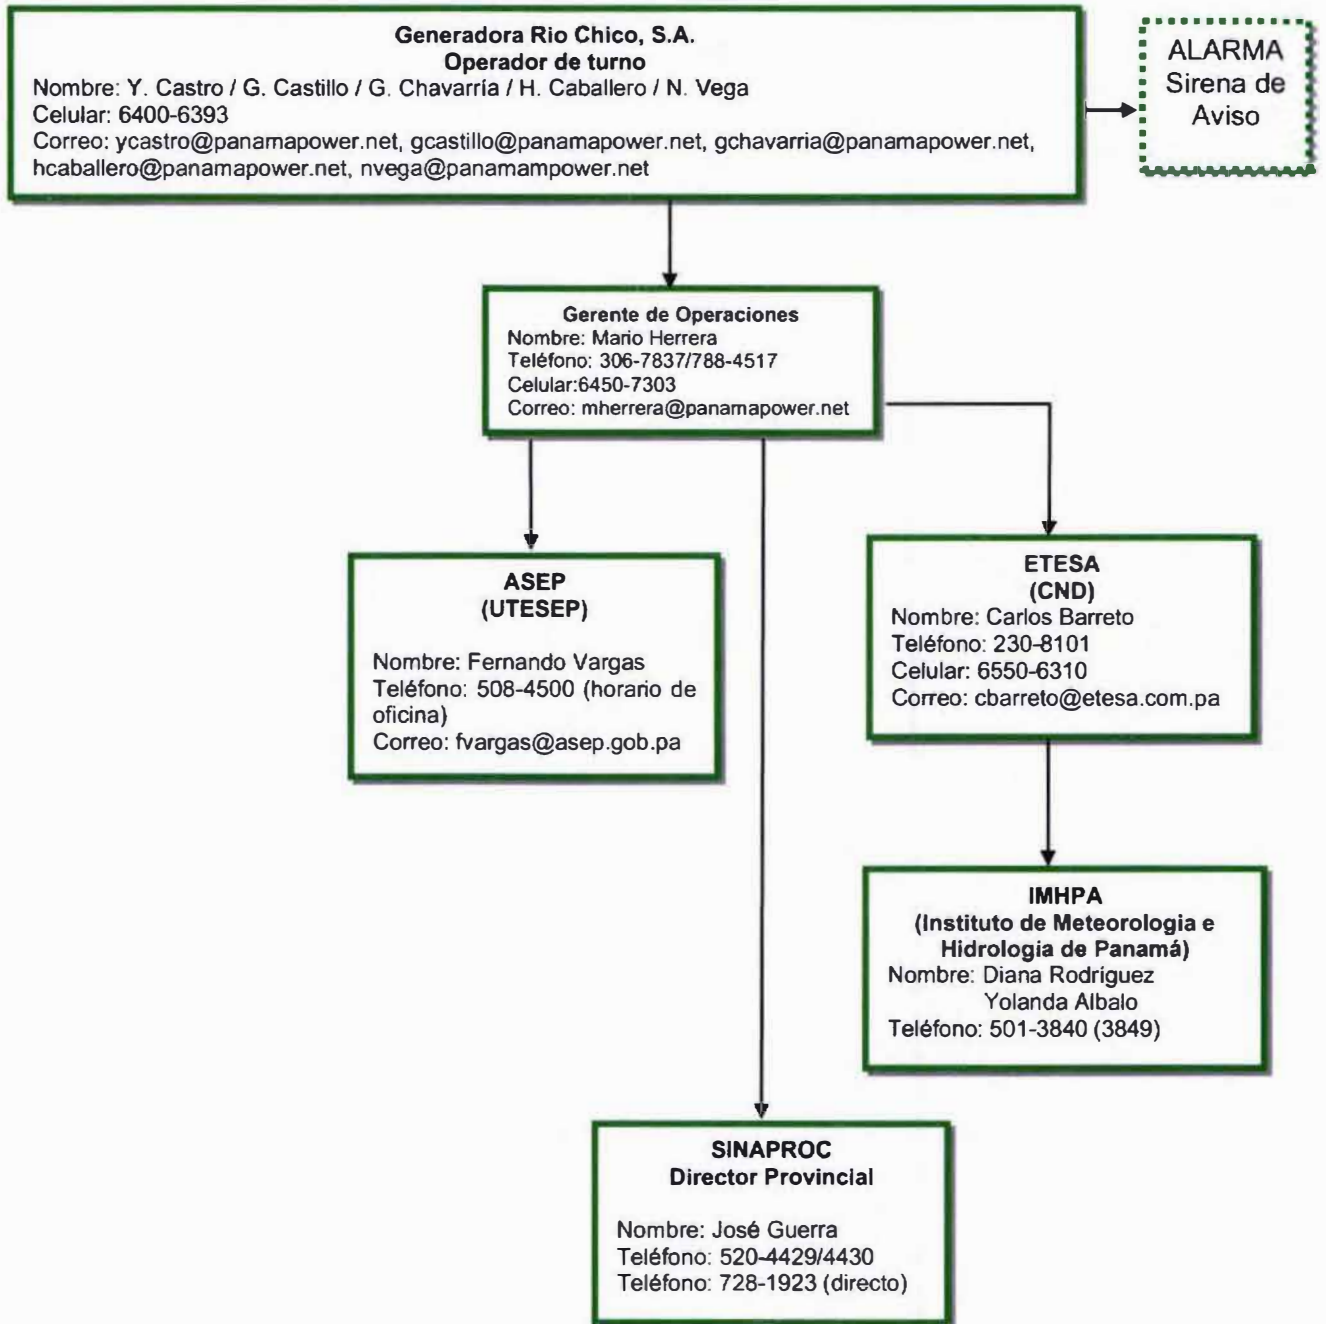 Generadora Rio Chico, S.A.
Operador de turno
Nombre: Y. Castro / G. Castillo / G. Chavarría / H. Caballero / N. Vega
Celular: 6400-6393
Correo: ycastro@panamapower.net, gcastillo@panamapower.net, gchavarria@panamapower.net,
hcaballero@panamapower.net, nvega@panamampower.net
ALARMA
Sirena de
Aviso
Gerente de Operaciones
Nombre: Mario Herrera
Teléfono: 306-7837/788-4517
Celular:6450-7303
Correo: mherrera@panamapower.net
ASEP
(UTESEP)
Nombre: Fernando Vargas
Teléfono: 508-4500 (horario de
oficina)
Correo: fvargas@asep.gob.pa
ETESA
(CND)
Nombre: Carlos Barreto
Teléfono: 230-8101
Celular: 6550-6310
Correo: cbarreto@etesa.com.pa
IMHPA
(Instituto de Meteorologia e
Hidrologia de Panamá)
Nombre: Diana Rodríguez
Yolanda Albalo
Teléfono: 501-3840 (3849)
SINAPROC
Director Provincial
Nombre: José Guerra
Teléfono: 520-4429/4430
Teléfono: 728-1923 (directo)